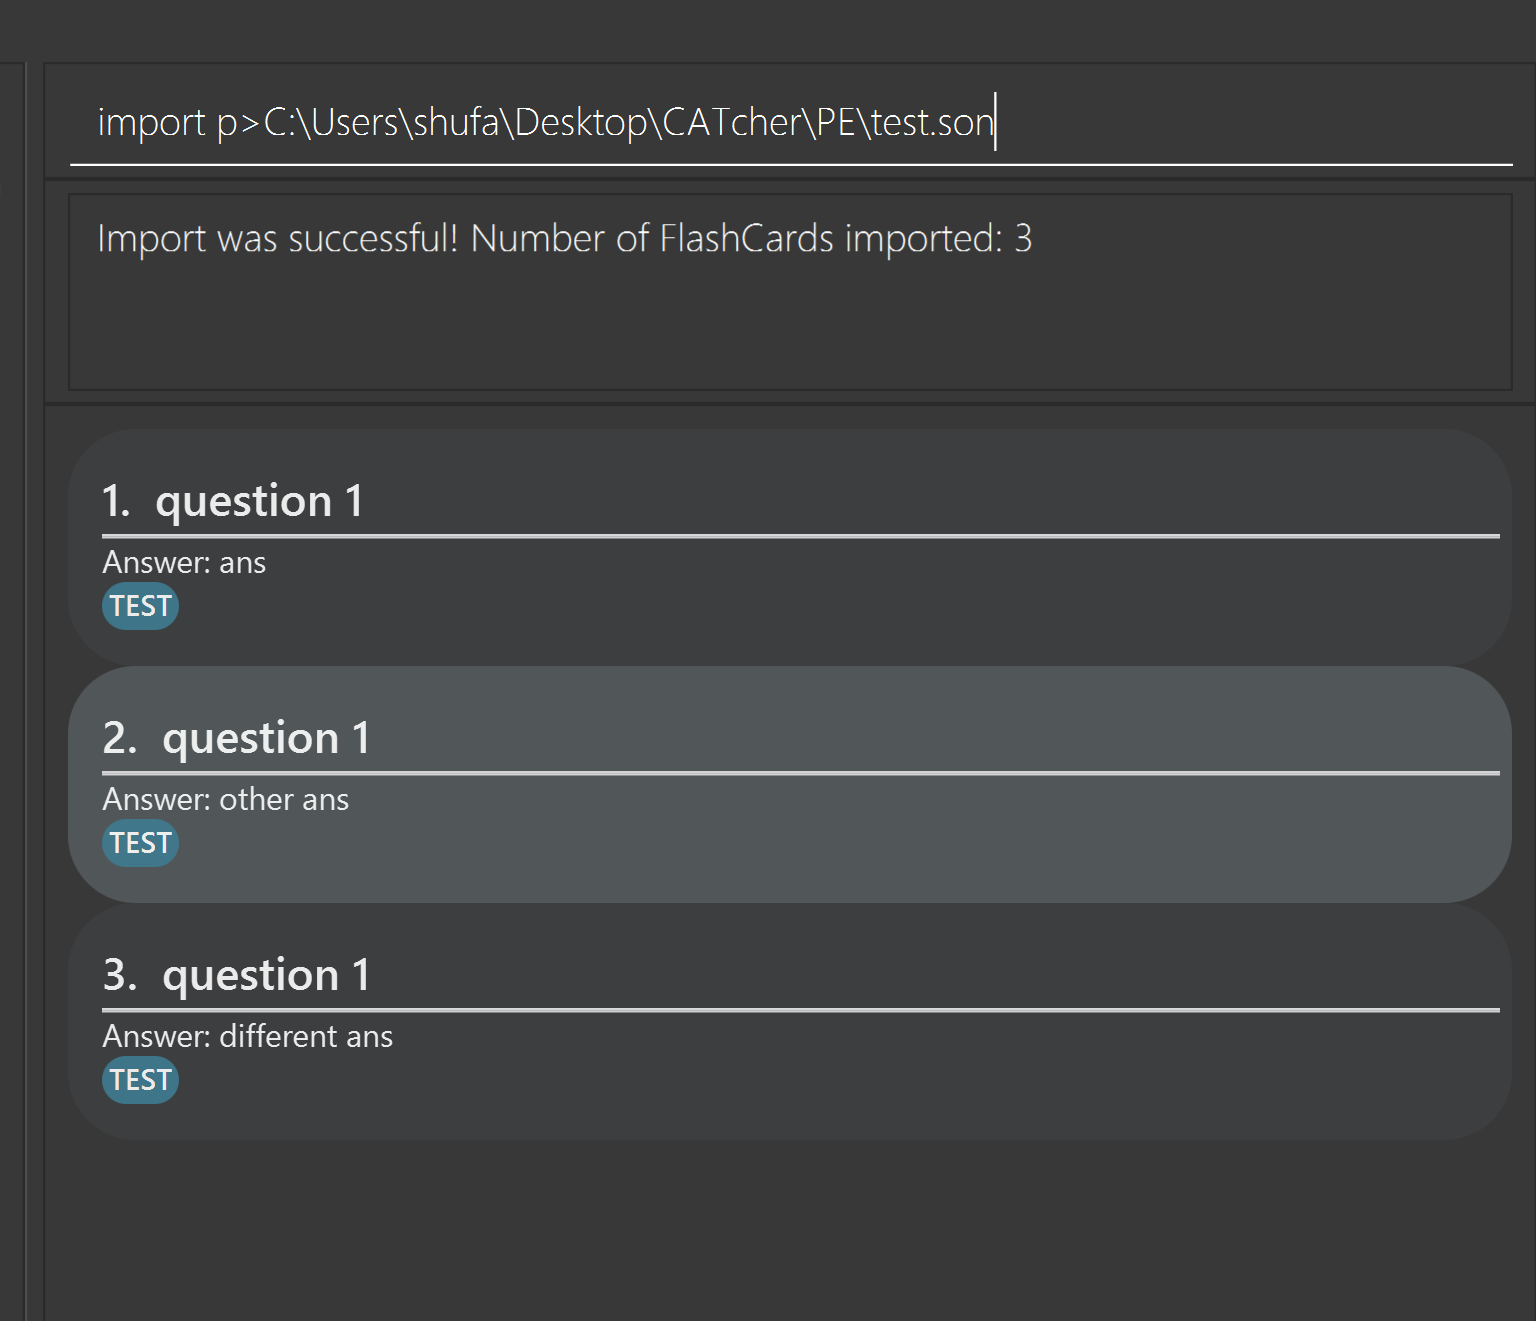 import p>C:\Users\shufa\Desktop\CATcher\PE\test.son
Import was successful! Number of FlashCards imported: 3
1. question 1
Answer: ans
TEST
2. question 1
Answer: other ans
TEST
3. question 1
Answer: different ans
TEST